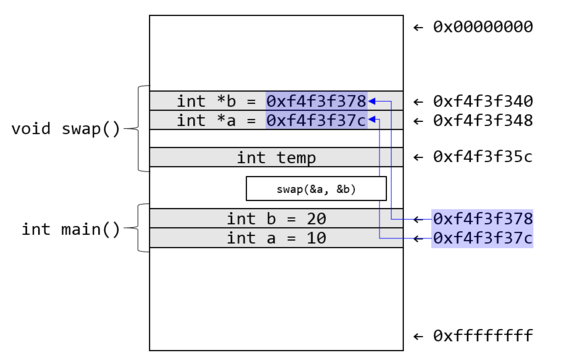 ← 0x00000000
int *b = 0xf4f3f378 ← 0xf4f3f340
int *a = 0xf4f3f37c ← 0xf4f3f348
void swap()
int temp ← 0xf4f3f35c
swap(&a, &b)
int b = 20 ← 0xf4f3f378
int main()
int a = 10 ← 0xf4f3f37c
← 0xffffffff